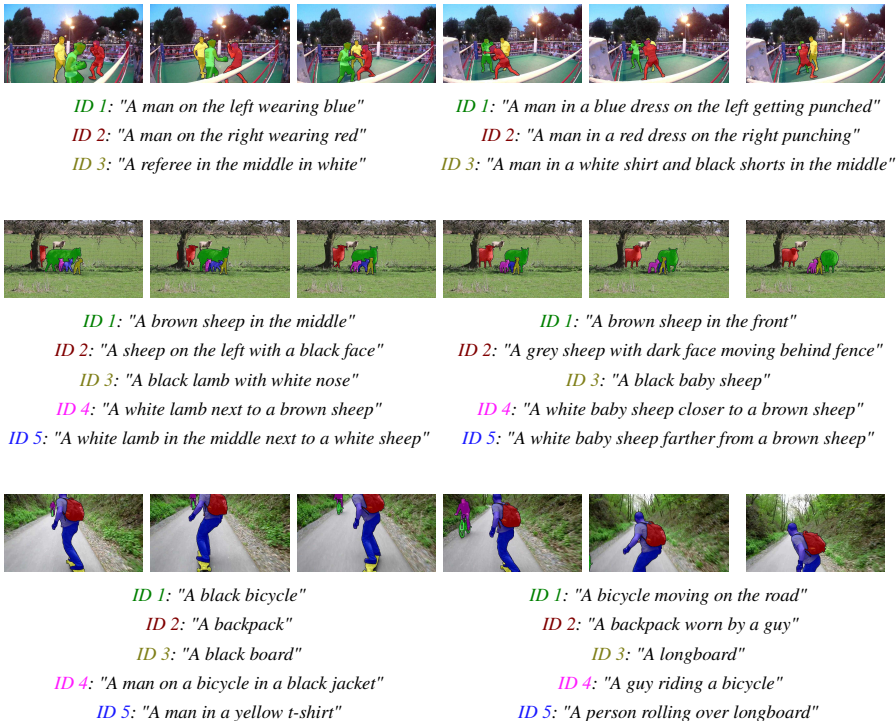 ID 1: "A man on the left wearing blue"
ID 2: "A man on the right wearing red"
ID 3: "A referee in the middle in white"
ID 1: "A man in a blue dress on the left getting punched"
ID 2: "A man in a red dress on the right punching"
ID 3: "A man in a white shirt and black shorts in the middle"
ID 1: "A brown sheep in the middle"
ID 2: "A sheep on the left with a black face"
ID 3: "A black lamb with white nose"
ID 4: "A white lamb next to a brown sheep"
ID 5: "A white lamb in the middle next to a white sheep"
ID 1: "A brown sheep in the front"
ID 2: "A grey sheep with dark face moving behind fence"
ID 3: "A black baby sheep"
ID 4: "A white baby sheep closer to a brown sheep"
ID 5: "A white baby sheep farther from a brown sheep"
ID 1: "A black bicycle"
ID 2: "A backpack"
ID 3: "A black board"
ID 4: "A man on a bicycle in a black jacket"
ID 5: "A man in a yellow t-shirt"
ID 1: "A bicycle moving on the road"
ID 2: "A backpack worn by a guy"
ID 3: "A longboard"
ID 4: "A guy riding a bicycle"
ID 5: "A person rolling over longboard"